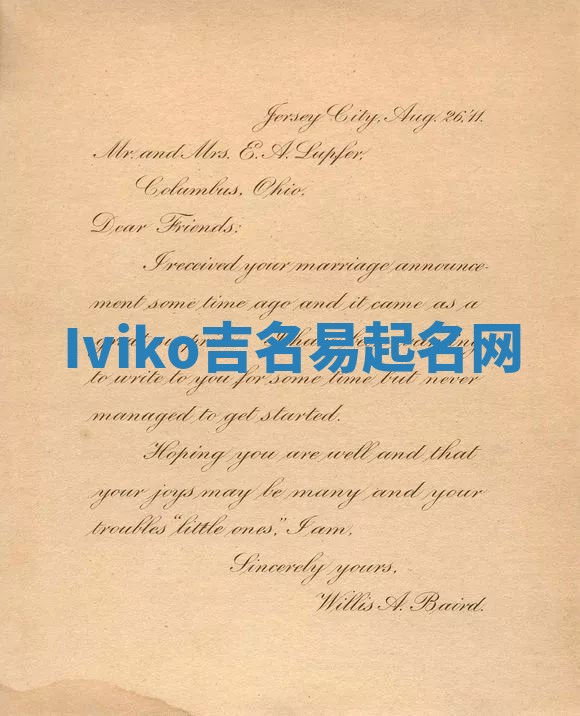 Jersey City, Aug. 26, '11.
Mr. and Mrs. E. A. Lupfer,
Columbus, Ohio.
Dear Friends:
I received your marriage announce-
ment some time ago and it came as a
Iviko吉名易起名网
to write to you for some time but never
managed to get started.
Hoping you are well and that
your joys may be many and your
troubles "little ones," I am,
Sincerely yours,
Willis A. Baird.